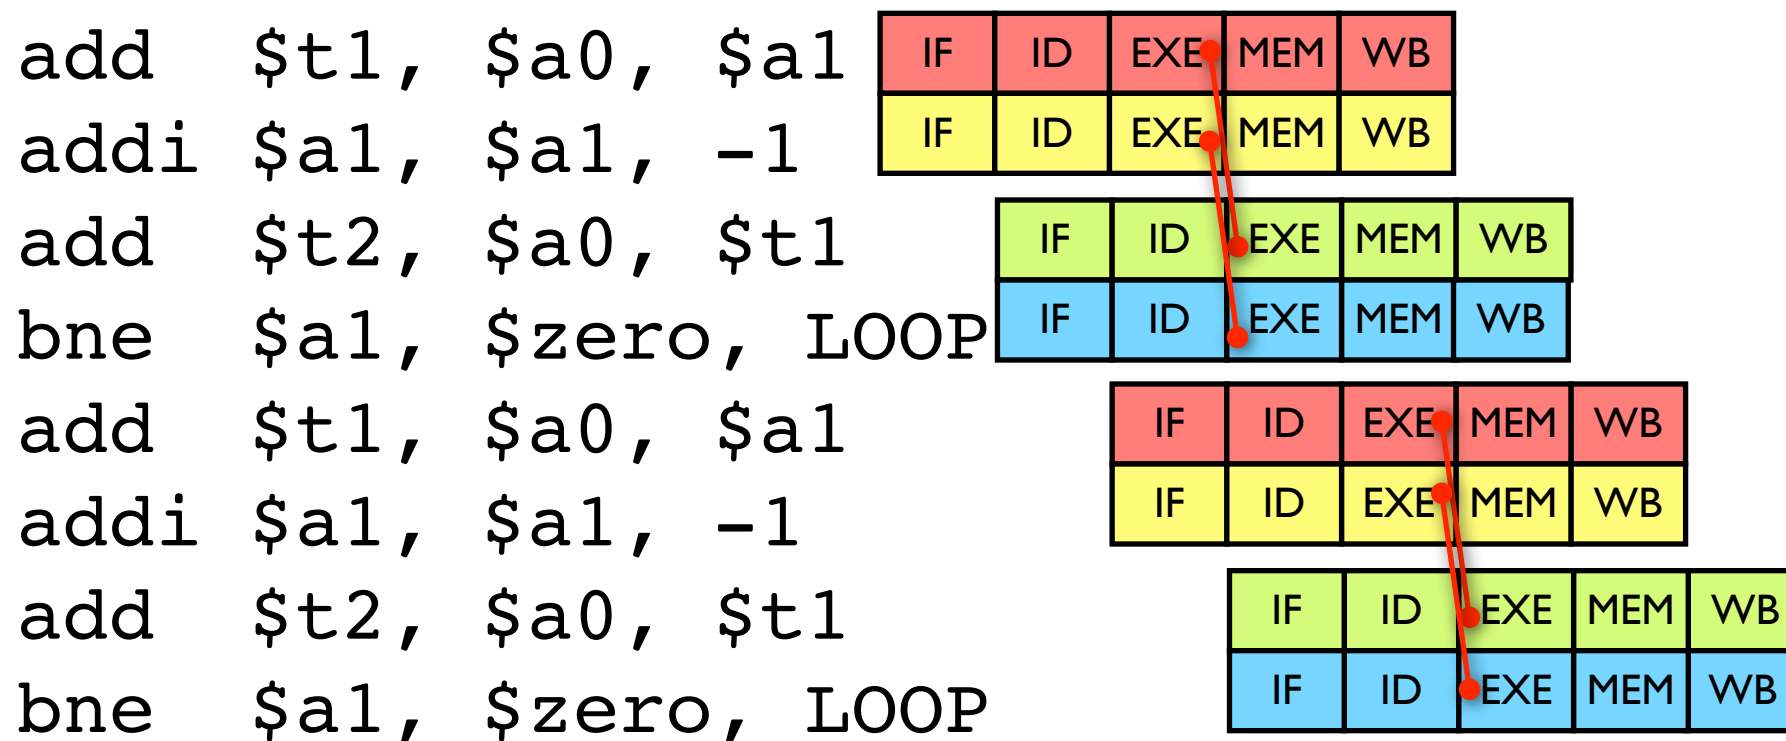 add $t1, $a0, $a1 IF ID EXE MEM WB
addi $a1, $a1, -1 IF ID EXE MEM WB
add $t2, $a0, $t1 IF ID EXE MEM WB
bne $a1, $zero, LOOP IF ID EXE MEM WB
add $t1, $a0, $a1 IF ID EXE MEM WB
addi $a1, $a1, -1 IF ID EXE MEM WB
add $t2, $a0, $t1 IF ID EXE MEM WB
bne $a1, $zero, LOOP IF ID EXE MEM WB